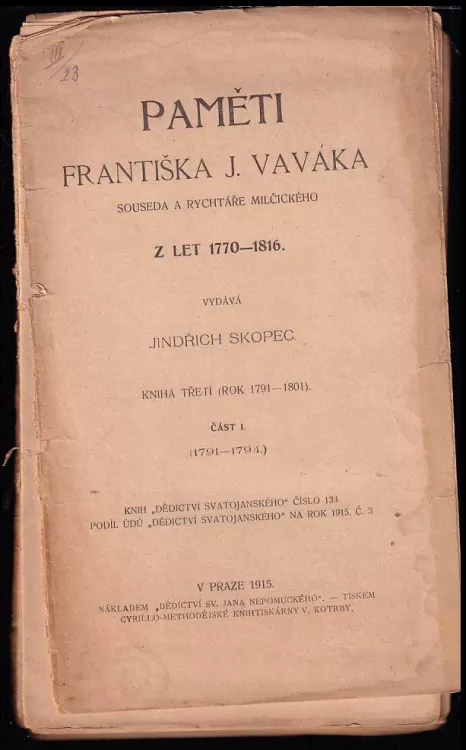 III/23
PAMĚTI
FRANTIŠKA J. VAVÁKA
SOUSEDA A RYCHTÁŘE MILČICKÉHO
Z LET 1770—1816.
VYDÁVÁ
JINDŘICH SKOPEC.
KNIHA TŘETÍ (ROK 1791—1801).
ČÁST I.
(1791—1794.)
KNIH „DĚDICTVÍ SVATOJANSKÉHO“ ČÍSLO 133.
PODÍL ÚDŮ „DĚDICTVÍ SVATOJANSKÉHO“ NA ROK 1915. Č. 3
V PRAZE 1915.
NÁKLADEM „DĚDICTVÍ SV. JANA NEPOMUCKÉHO“. — TISKEM
CYRILLO-METHODĚJSKÉ KNIHTISKÁRNY V. KOTRBY.